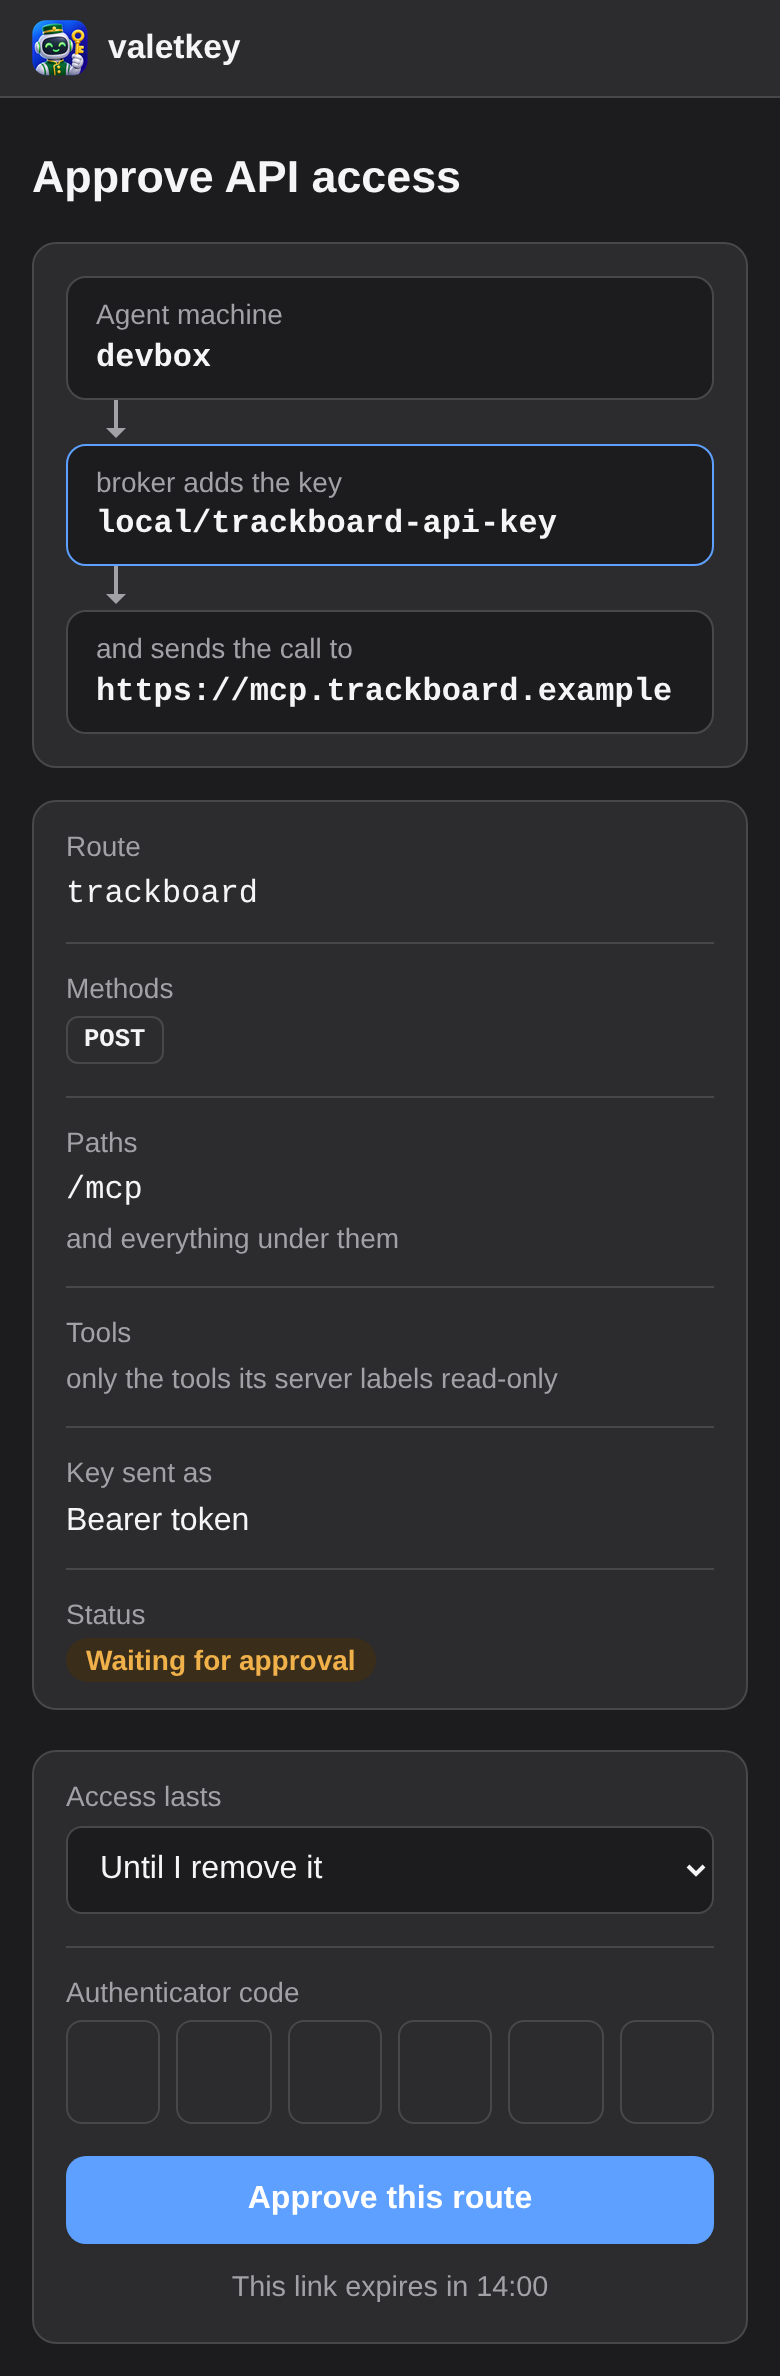 valetkey
Approve API access
Agent machine
devbox
broker adds the key
local/trackboard-api-key
and sends the call to
https://mcp.trackboard.example
Route
trackboard
Methods
POST
Paths
/mcp
and everything under them
Tools
only the tools its server labels read-only
Key sent as
Bearer token
Status
Waiting for approval
Access lasts
Until I remove it
Authenticator code
Approve this route
This link expires in 14:00